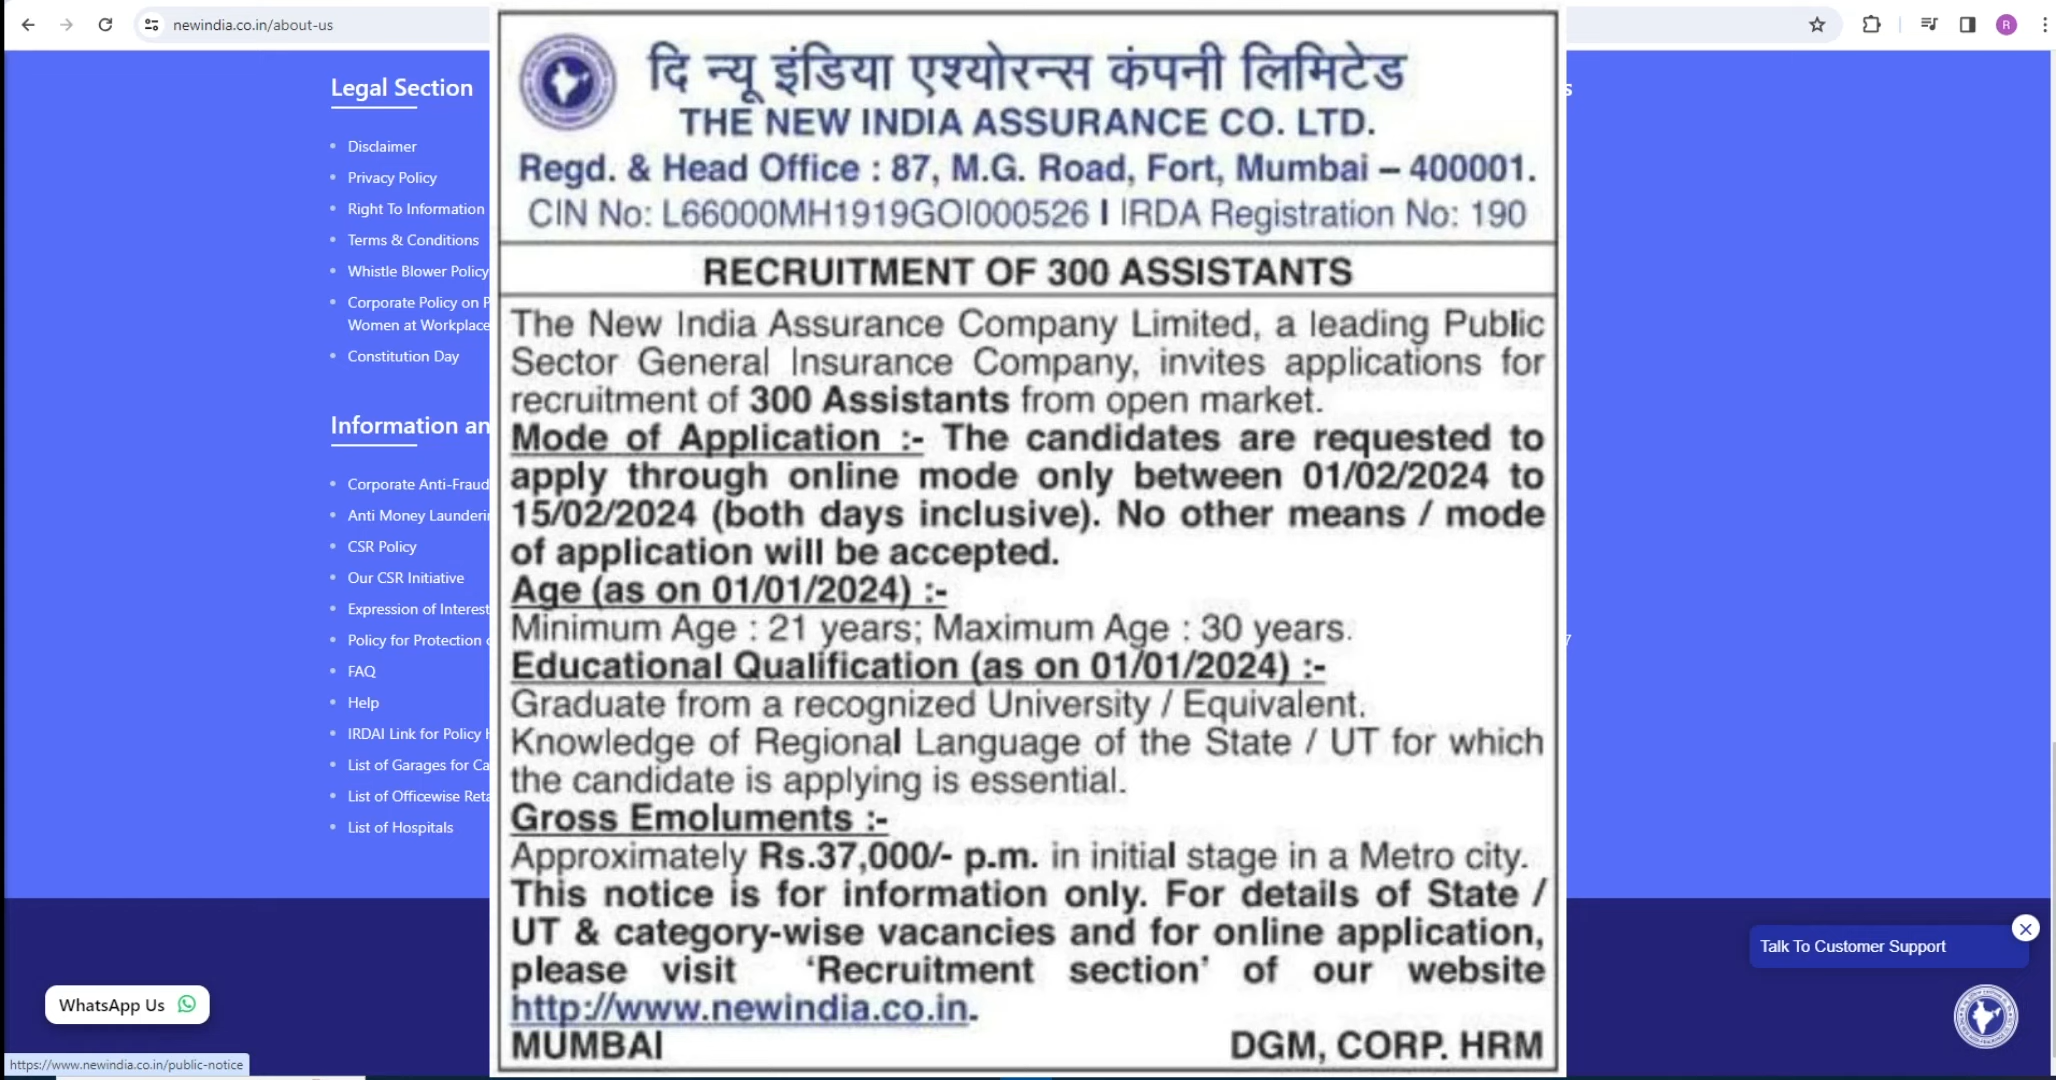 newindia.co.in/about-us
R
Legal Section
Disclaimer
Privacy Policy
Right To Information
Terms & Conditions
Whistle Blower Policy
Corporate Policy on P
Women at Workplace
Constitution Day
Information an
Corporate Anti-Fraud
Anti Money Launderi
CSR Policy
Our CSR Initiative
Expression of Interest
Policy for Protection
FAQ
Help
IRDAI Link for Policy
List of Garages for Ca
List of Officewise Reta
List of Hospitals
दि न्यू इंडिया एश्योरन्स कंपनी लिमिटेड
THE NEW INDIA ASSURANCE CO. LTD.
Regd. & Head Office : 87, M.G. Road, Fort, Mumbai – 400001.
CIN No: L66000MH1919GOI000526 I IRDA Registration No: 190
RECRUITMENT OF 300 ASSISTANTS
The New India Assurance Company Limited, a leading Public
Sector General Insurance Company, invites applications for
recruitment of 300 Assistants from open market.
Mode of Application :- The candidates are requested to
apply through online mode only between 01/02/2024 to
15/02/2024 (both days inclusive). No other means / mode
of application will be accepted.
Age (as on 01/01/2024) :-
Minimum Age : 21 years; Maximum Age : 30 years.
Educational Qualification (as on 01/01/2024) :-
Graduate from a recognized University / Equivalent.
Knowledge of Regional Language of the State / UT for which
the candidate is applying is essential.
Gross Emoluments :-
Approximately Rs.37,000/- p.m. in initial stage in a Metro city.
This notice is for information only. For details of State /
UT & category-wise vacancies and for online application,
please visit ‘Recruitment section’ of our website
http://www.newindia.co.in.
MUMBAI DGM, CORP. HRM
s
Talk To Customer Support
WhatsApp Us
https://www.newindia.co.in/public-notice